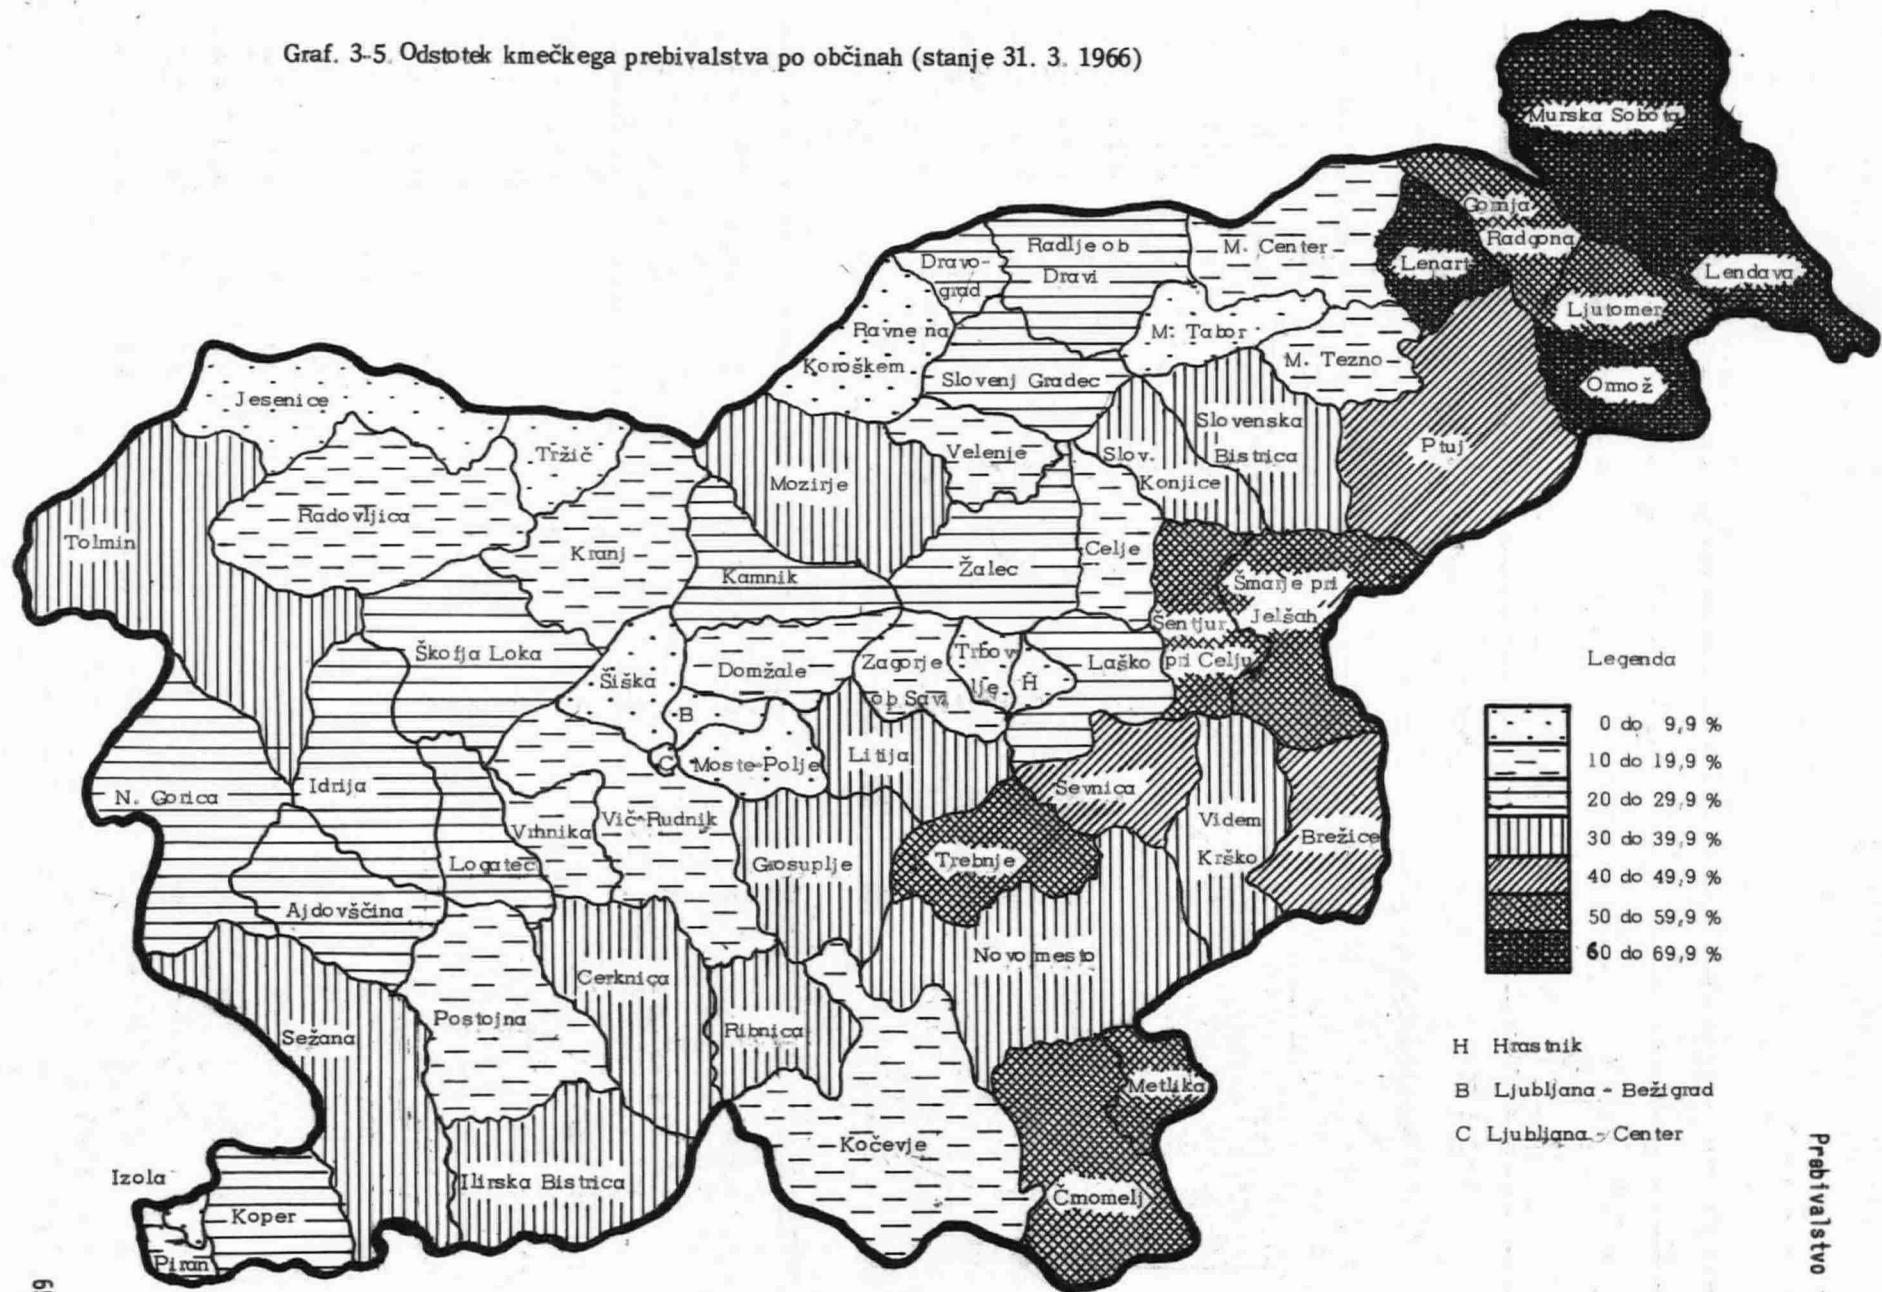 Graf. 3-5. Odstotek kmečkega prebivalstva po občinah (stanje 31. 3. 1966)
Murska Sobota
Gornja
Radgona
Lenart
Lendava
Ljutomer
Ormož
M. Center
Radlje ob
Dravi
Dravo-
grad
Ravne na
Koroškem
M. Tabor
M. Tezno
Slovenj Gradec
Jesenice
Tržič
Velenje
Slov.
Konjice
Slovenska
Bistrica
Ptuj
Mozirje
Radovljica
Tolmin
Kranj
Kamnik
Žalec
Celje
Šmarje pri
Jelšah
Šentjur
pri Celju
Škofja Loka
Šiška
Domžale
Zagorje
ob Savi
Trbov
lje
H
Laško
B
C
Moste-Polje
Litija
Sevnica
N. Gorica
Idrija
Vrhnika
Vič-Rudnik
Videm
Krško
Brežice
Logatec
Grosuplje
Trebnje
Ajdovščina
Novo mesto
Cerknica
Postojna
Ribnica
Sežana
Metlika
Kočevje
Črnomelj
Izola
Koper
Ilirska Bistrica
Piran
Legenda
0 do 9,9 %
10 do 19,9 %
20 do 29,9 %
30 do 39,9 %
40 do 49,9 %
50 do 59,9 %
60 do 69,9 %
H Hrastnik
B Ljubljana - Bežigrad
C Ljubljana - Center
Prebivalstvo